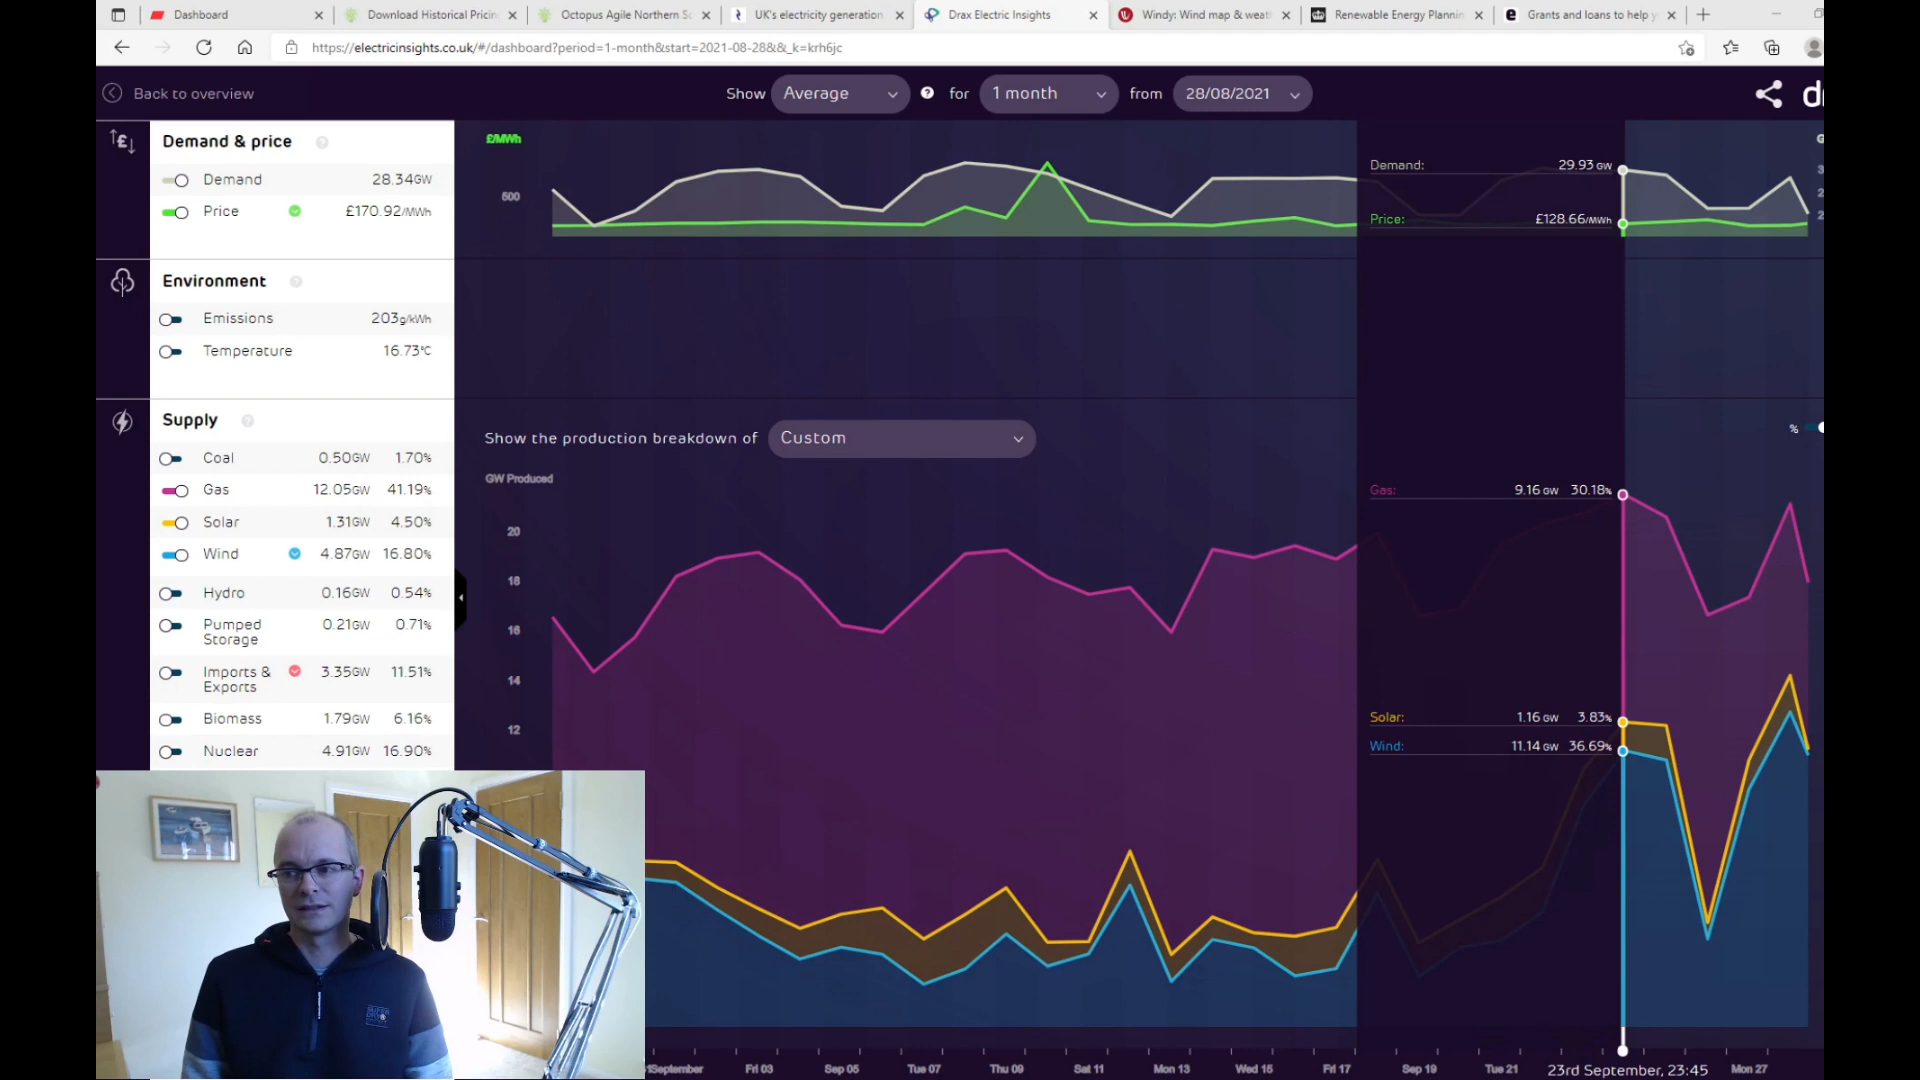 Dashboard
Download Historical Pricin
Octopus Agile Northern Sc
UK's electricity generation
Drax Electric Insights
Windy: Wind map & weat
Renewable Energy Plannin
Grants and loans to help y
https://electricinsights.co.uk/#/dashboard?period=1-month&start=2021-08-28&&_k=krh6jc
Back to overview
Show Average ? for 1 month from 28/08/2021
Demand & price ?
Demand 28.34GW
Price £170.92/MWh
Environment ?
Emissions 203g/kWh
Temperature 16.73°C
Supply ?
Coal 0.50GW 1.70%
Gas 12.05GW 41.19%
Solar 1.31GW 4.50%
Wind 4.87GW 16.80%
Hydro 0.16GW 0.54%
Pumped Storage 0.21GW 0.71%
Imports & Exports 3.35GW 11.51%
Biomass 1.79GW 6.16%
Nuclear 4.91GW 16.90%
£/MWh
500
Demand: 29.93 GW
Price: £128.66/MWh
Show the production breakdown of Custom
%
GW Produced
20
18
16
14
12
Gas: 9.16 GW 30.18%
Solar: 1.16 GW 3.83%
Wind: 11.14 GW 36.69%
September
Fri 03
Sep 05
Tue 07
Thu 09
Sat 11
Mon 13
Wed 15
Fri 17
Sep 19
Tue 21
23rd September, 23:45
Mon 27